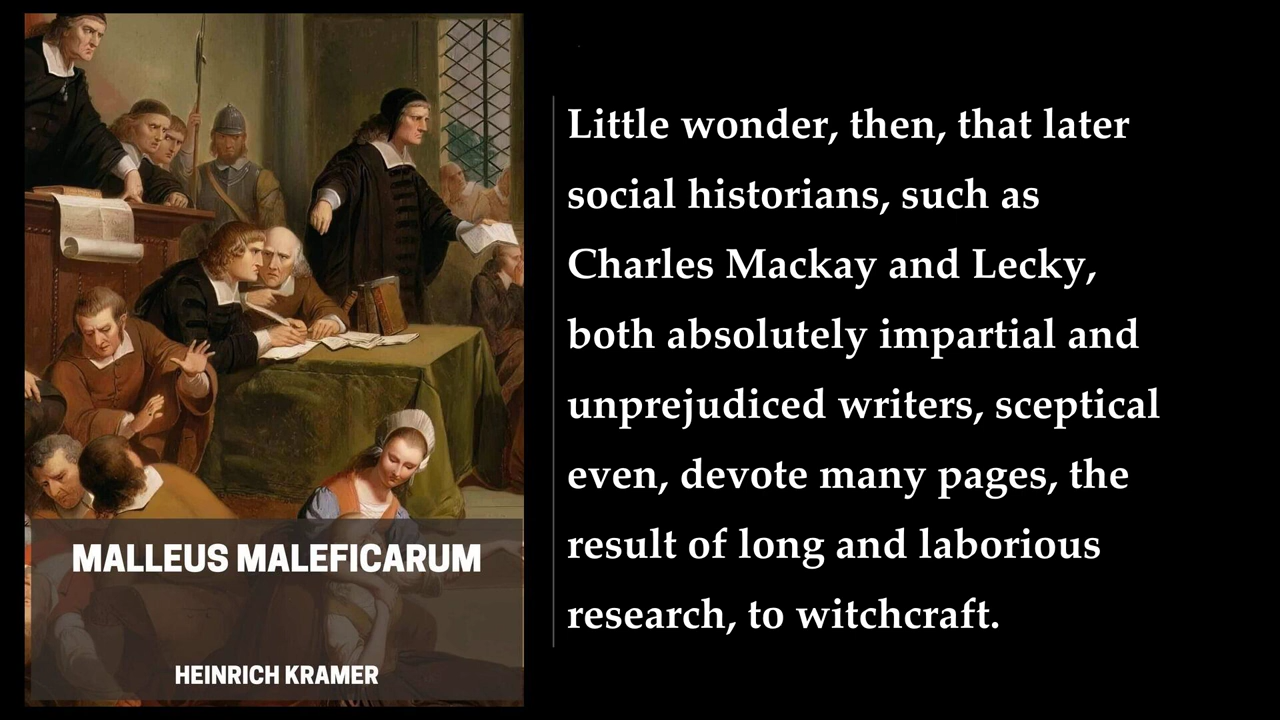 MALLEUS MALEFICARUM
HEINRICH KRAMER
Little wonder, then, that later
social historians, such as
Charles Mackay and Lecky,
both absolutely impartial and
unprejudiced writers, sceptical
even, devote many pages, the
result of long and laborious
research, to witchcraft.